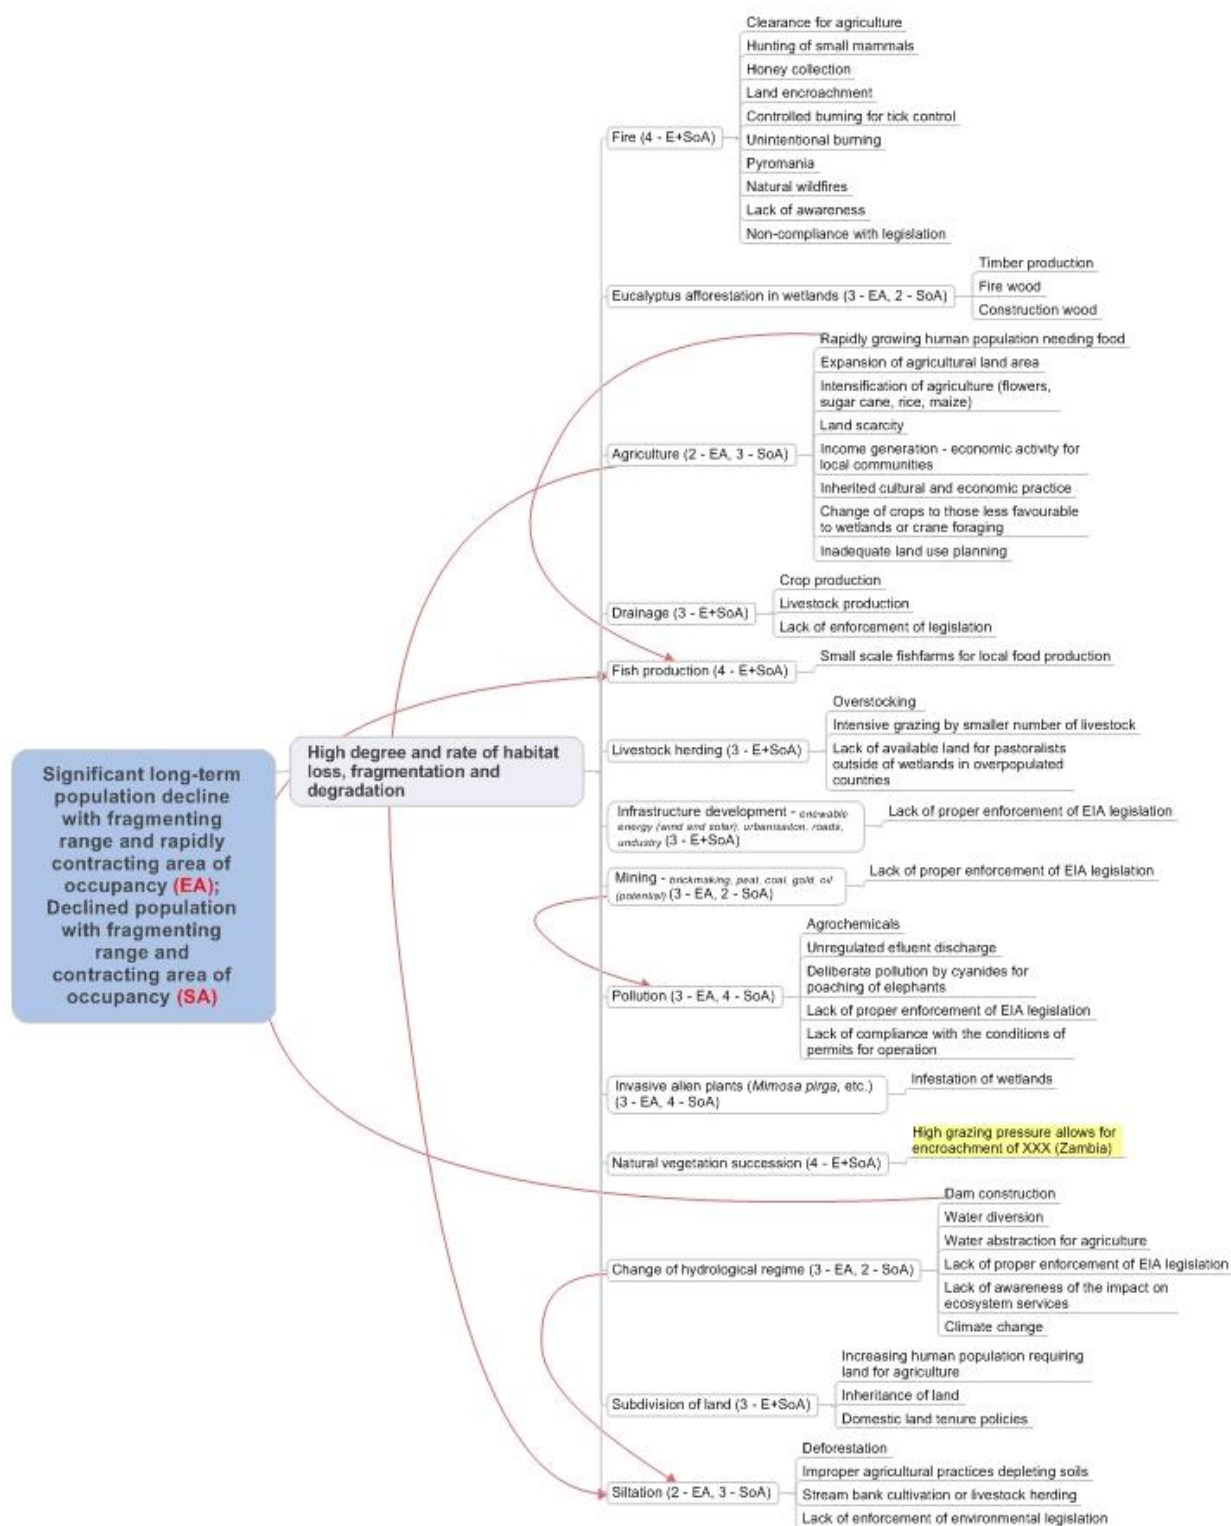 Clearance for agriculture
Hunting of small mammals
Honey collection
Land encroachment
Controlled burning for tick control
Fire (4 - E+SoA)
Unintentional burning
Pyromania
Natural wildfires
Lack of awareness
Non-compliance with legislation
Timber production
Eucalyptus afforestation in wetlands (3 - EA, 2 - SoA)
Fire wood
Construction wood
Rapidly growing human population needing food
Expansion of agricultural land area
Intensification of agriculture (flowers,
sugar cane, rice, maize)
Land scarcity
Agriculture (2 - EA, 3 - SoA)
Income generation - economic activity for
local communities
Inherited cultural and economic practice
Change of crops to those less favourable
to wetlands or crane foraging
Inadequate land use planning
Crop production
Drainage (3 - E+SoA)
Livestock production
Lack of enforcement of legislation
Fish production (4 - E+SoA)
Small scale fishfarms for local food production
Overstocking
Livestock herding (3 - E+SoA)
Intensive grazing by smaller number of livestock
Lack of available land for pastoralists
outside of wetlands in overpopulated
countries
High degree and rate of habitat
loss, fragmentation and
degradation
Significant long-term
population decline
with fragmenting
range and rapidly
contracting area of
occupancy (EA);
Declined population
with fragmenting
range and
contracting area of
occupancy (SA)
Infrastructure development - enewable
energy (wind and solar), urbanisaiton, roads,
undustry (3 - E+SoA)
Lack of proper enforcement of EIA legislation
Mining - brickmaking, peat, coal, gold, oil
(potential) (3 - EA, 2 - SoA)
Lack of proper enforcement of EIA legislation
Agrochemicals
Unregulated efluent discharge
Deliberate pollution by cyanides for
poaching of elephants
Pollution (3 - EA, 4 - SoA)
Lack of proper enforcement of EIA legislation
Lack of compliance with the conditions of
permits for operation
Invasive alien plants (Mimosa pirga, etc.)
(3 - EA, 4 - SoA)
Infestation of wetlands
Natural vegetation succession (4 - E+SoA)
High grazing pressure allows for
encroachment of XXX (Zambia)
Dam construction
Water diversion
Water abstraction for agriculture
Change of hydrological regime (3 - EA, 2 - SoA)
Lack of proper enforcement of EIA legislation
Lack of awareness of the impact on
ecosystem services
Climate change
Increasing human population requiring
land for agriculture
Subdivision of land (3 - E+SoA)
Inheritance of land
Domestic land tenure policies
Deforestation
Improper agricultural practices depleting soils
Siltation (2 - EA, 3 - SoA)
Stream bank cultivation or livestock herding
Lack of enforcement of environmental legislation